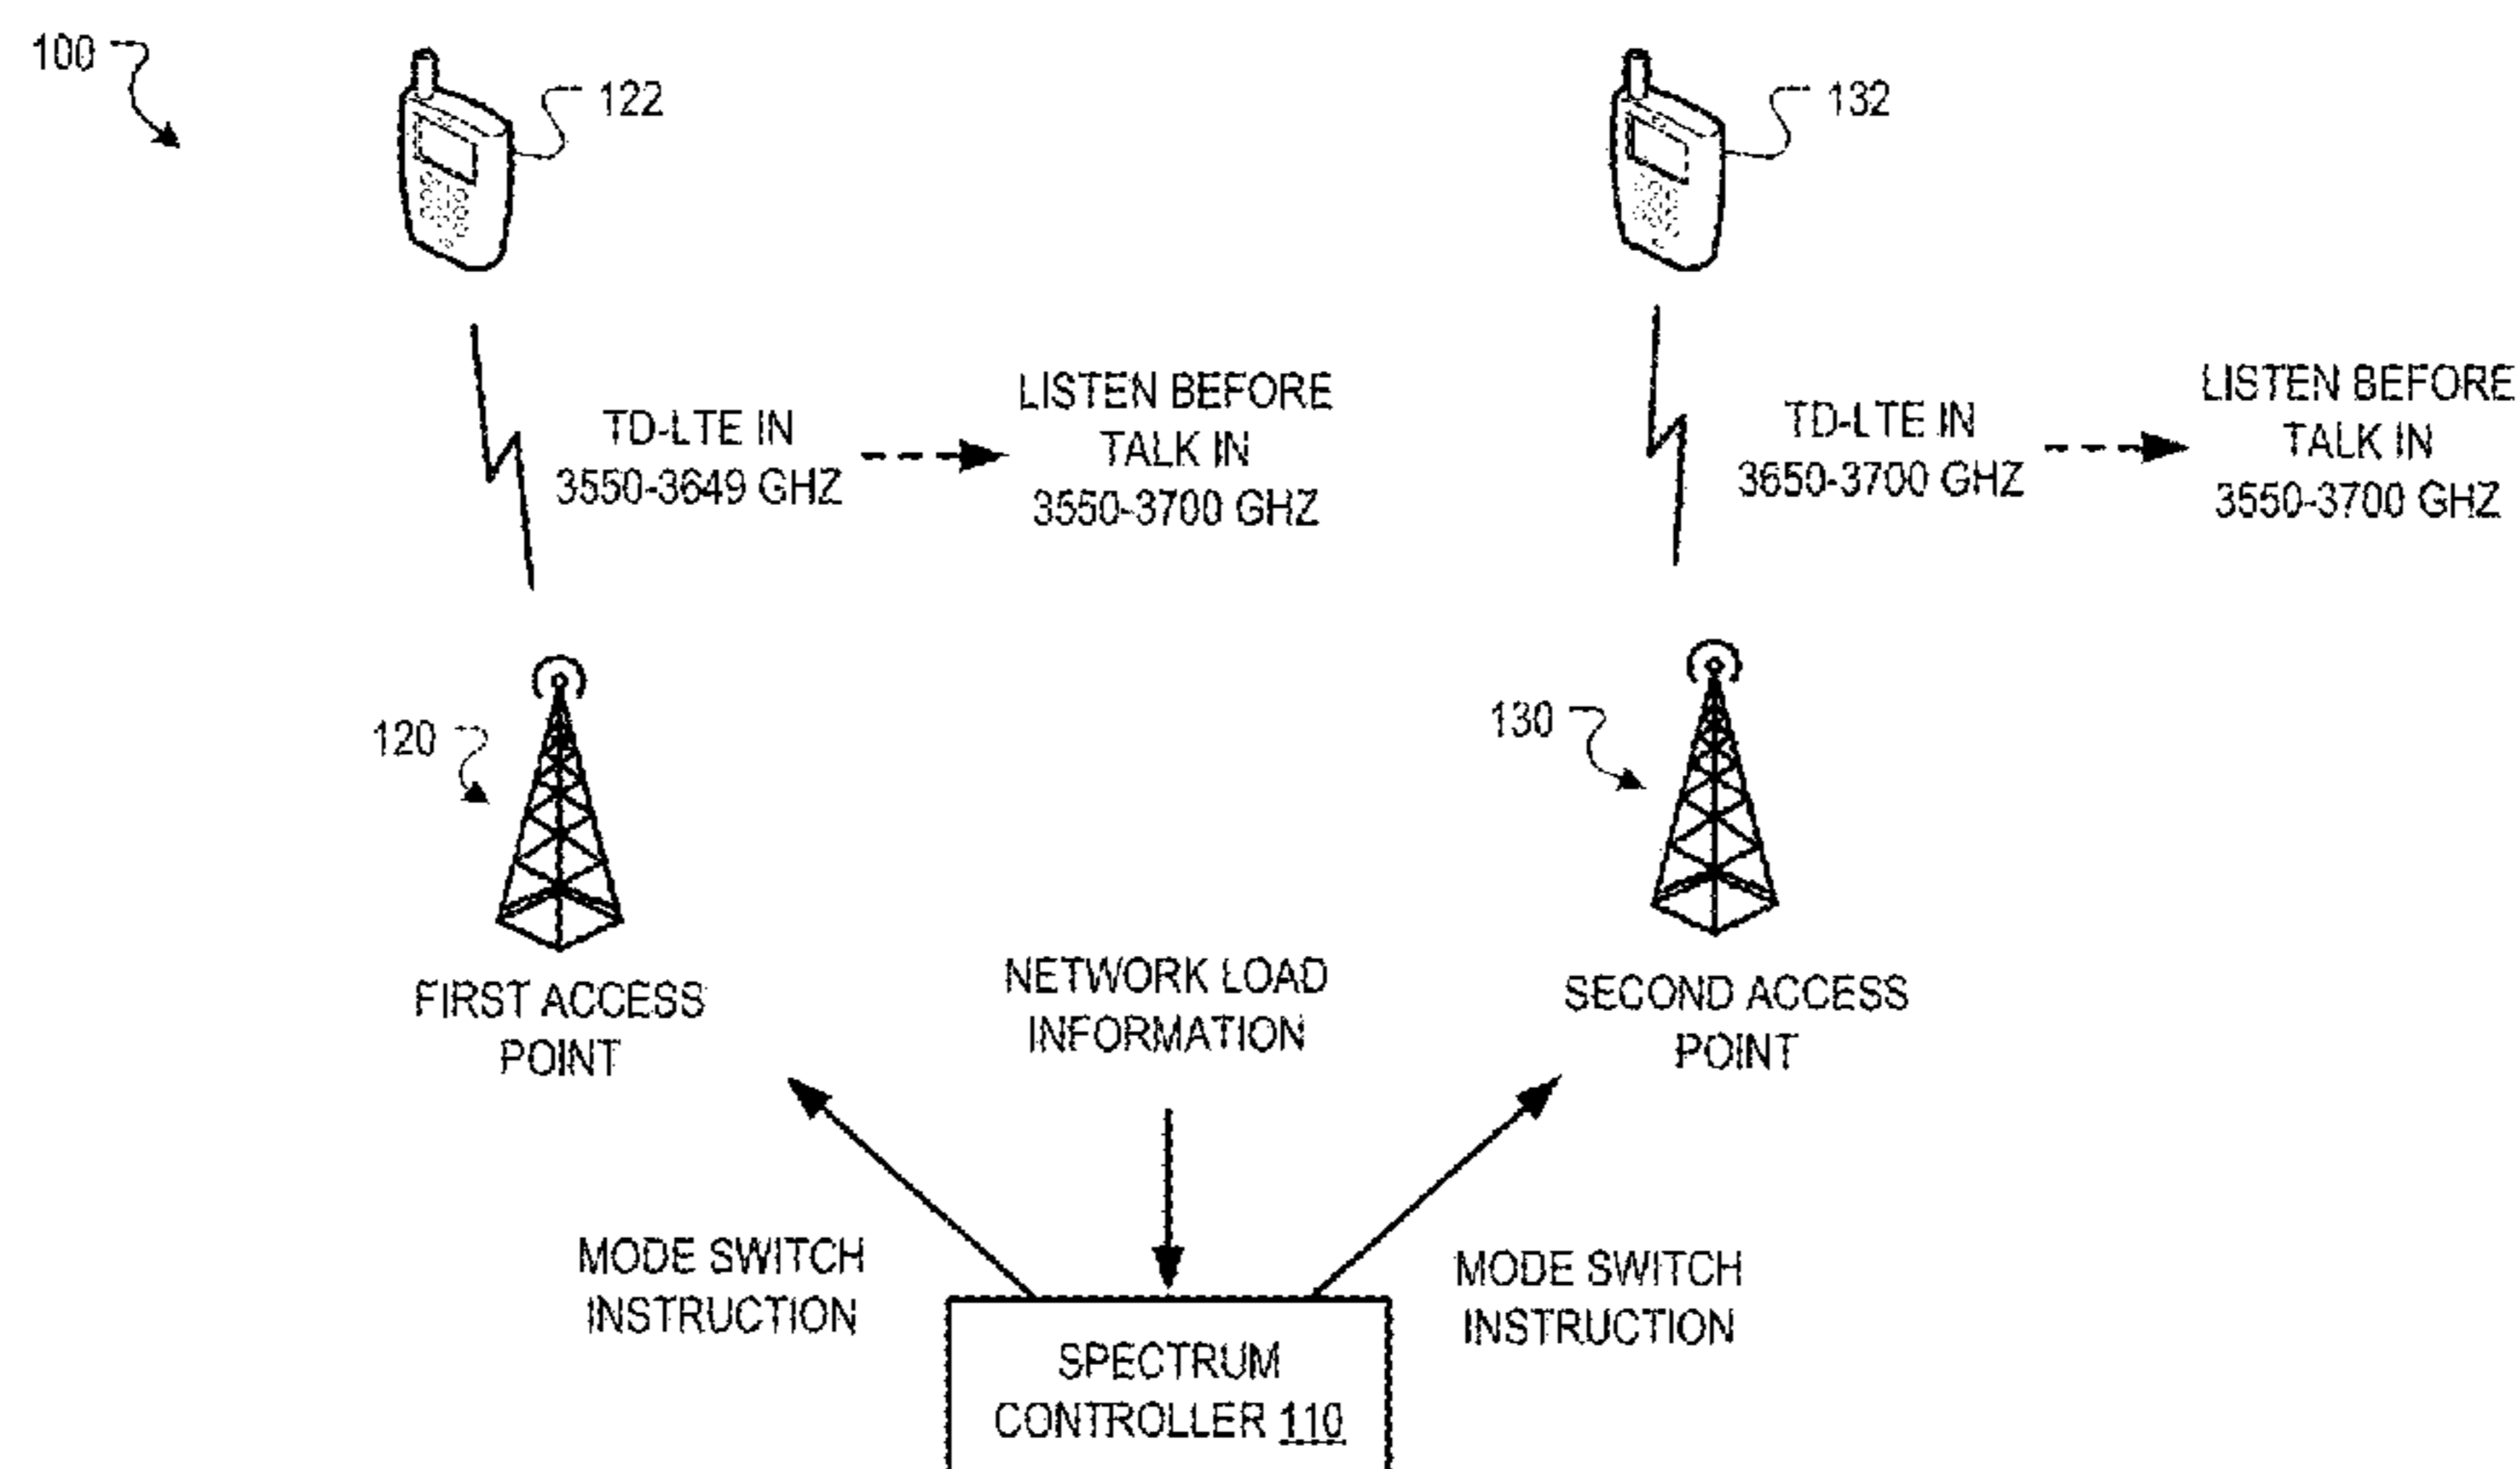 100
122
132
TD-LTE IN
3550-3649 GHZ
LISTEN BEFORE
TALK IN
3550-3700 GHZ
TD-LTE IN
3650-3700 GHZ
LISTEN BEFORE
TALK IN
3550-3700 GHZ
120
130
FIRST ACCESS
POINT
NETWORK LOAD
INFORMATION
SECOND ACCESS
POINT
MODE SWITCH
INSTRUCTION
MODE SWITCH
INSTRUCTION
SPECTRUM
CONTROLLER 110